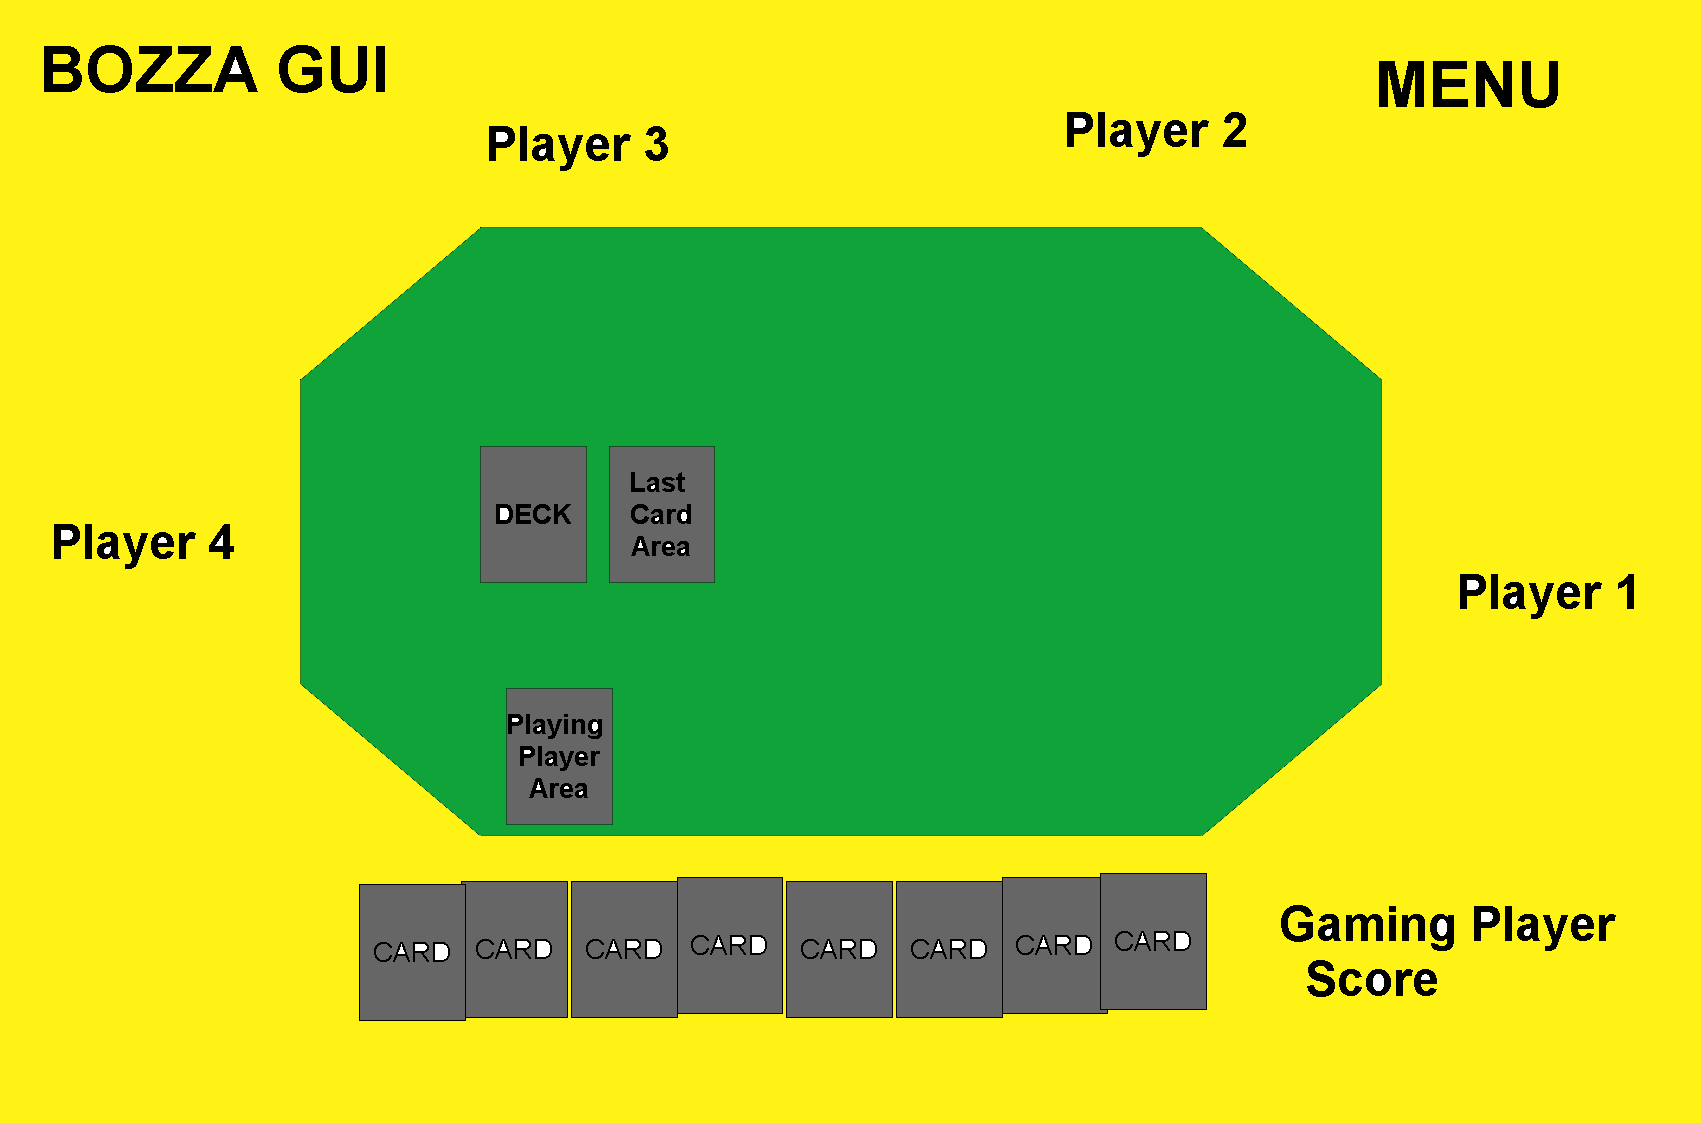 BOZZA GUI
MENU
Player 3
Player 2
Last
Card
Area
DECK
Player 4
Player 1
Playing
Player
Area
CARD
CARD
CARD
CARD
CARD
CARD
CARD
CARD
Gaming Player
Score